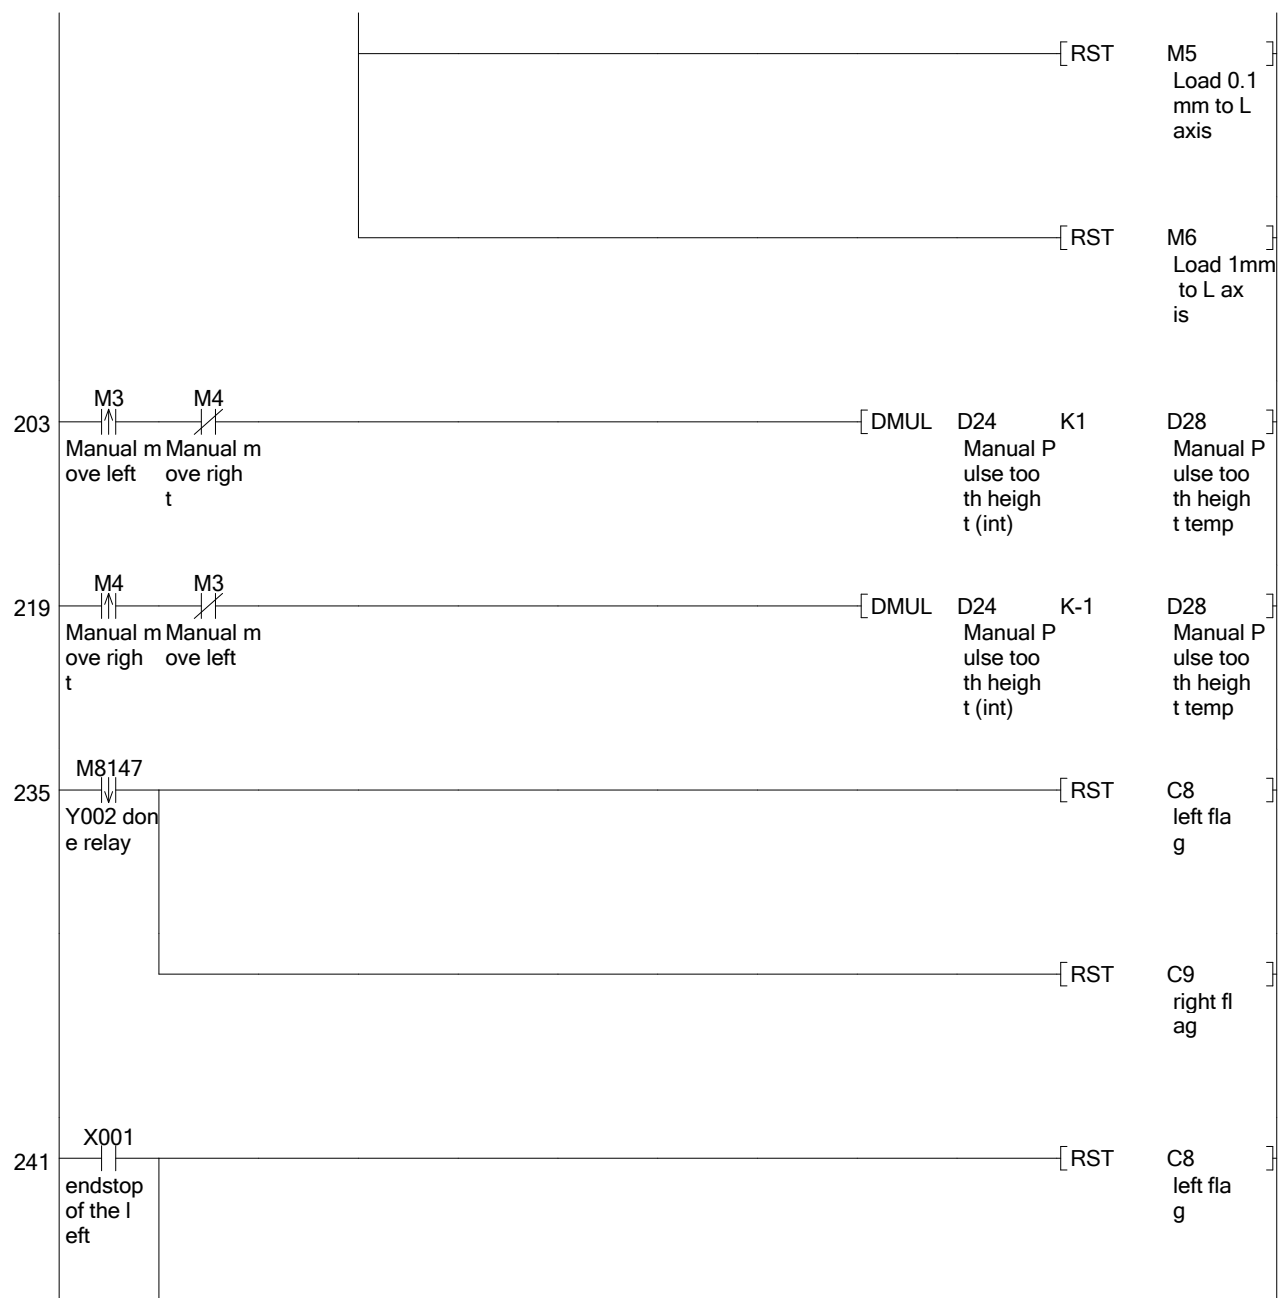 RST M5
Load 0.1
mm to L
axis
RST M6
Load 1mm
to L ax
is
M3 M4
203 DMUL D24 K1 D28
Manual m Manual m Manual P Manual P
ove left ove righ ulse too ulse too
t th heigh th heigh
t (int) t temp
M4 M3
219 DMUL D24 K-1 D28
Manual m Manual m Manual P Manual P
ove righ ove left ulse too ulse too
t th heigh th heigh
t (int) t temp
M8147
235 RST C8
Y002 don left fla
e relay g
RST C9
right fl
ag
X001
241 RST C8
endstop left fla
of the l g
eft